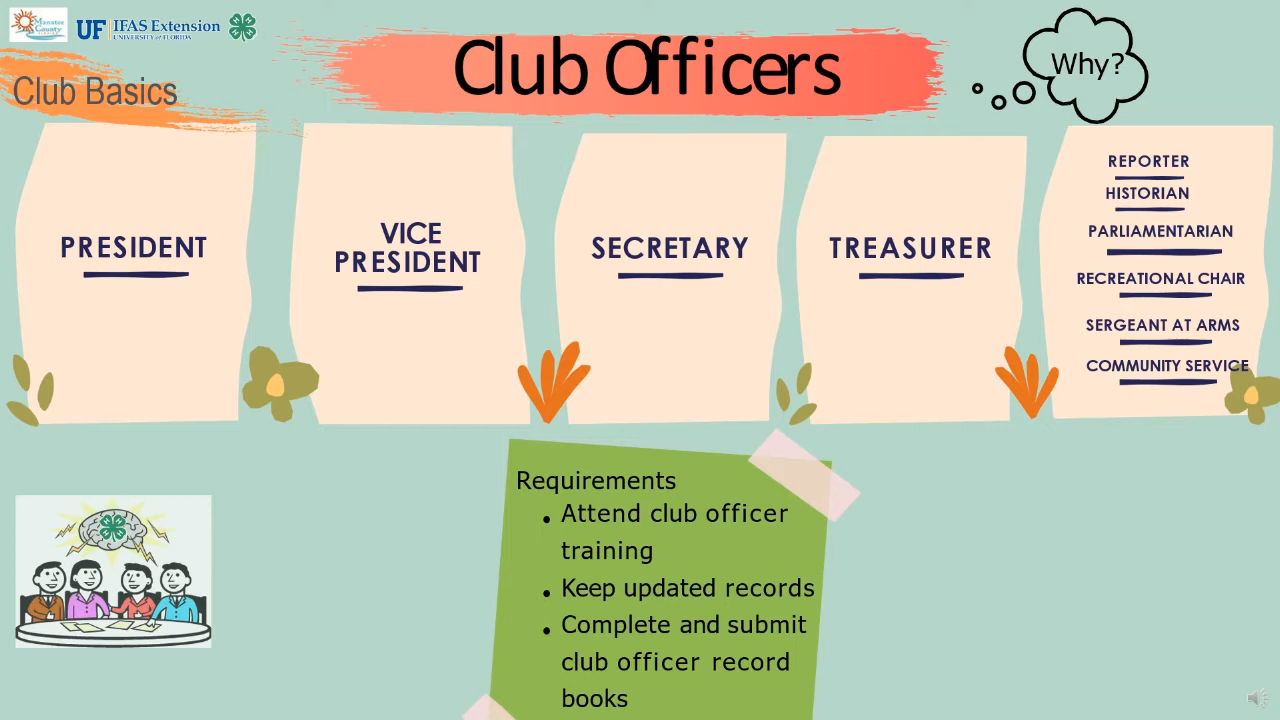 Manatee
County
UF IFAS Extension
UNIVERSITY of FLORIDA
Club Basics
Club Officers
Why?
PRESIDENT
VICE
PRESIDENT
SECRETARY
TREASURER
REPORTER
HISTORIAN
PARLIAMENTARIAN
RECREATIONAL CHAIR
SERGEANT AT ARMS
COMMUNITY SERVICE
Requirements
• Attend club officer
training
• Keep updated records
• Complete and submit
club officer record
books